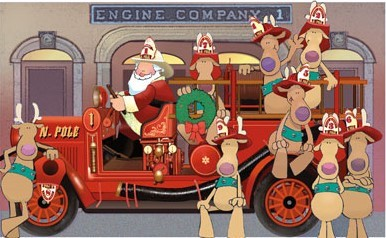 ENGINE COMPANY 1
N. POLE
1